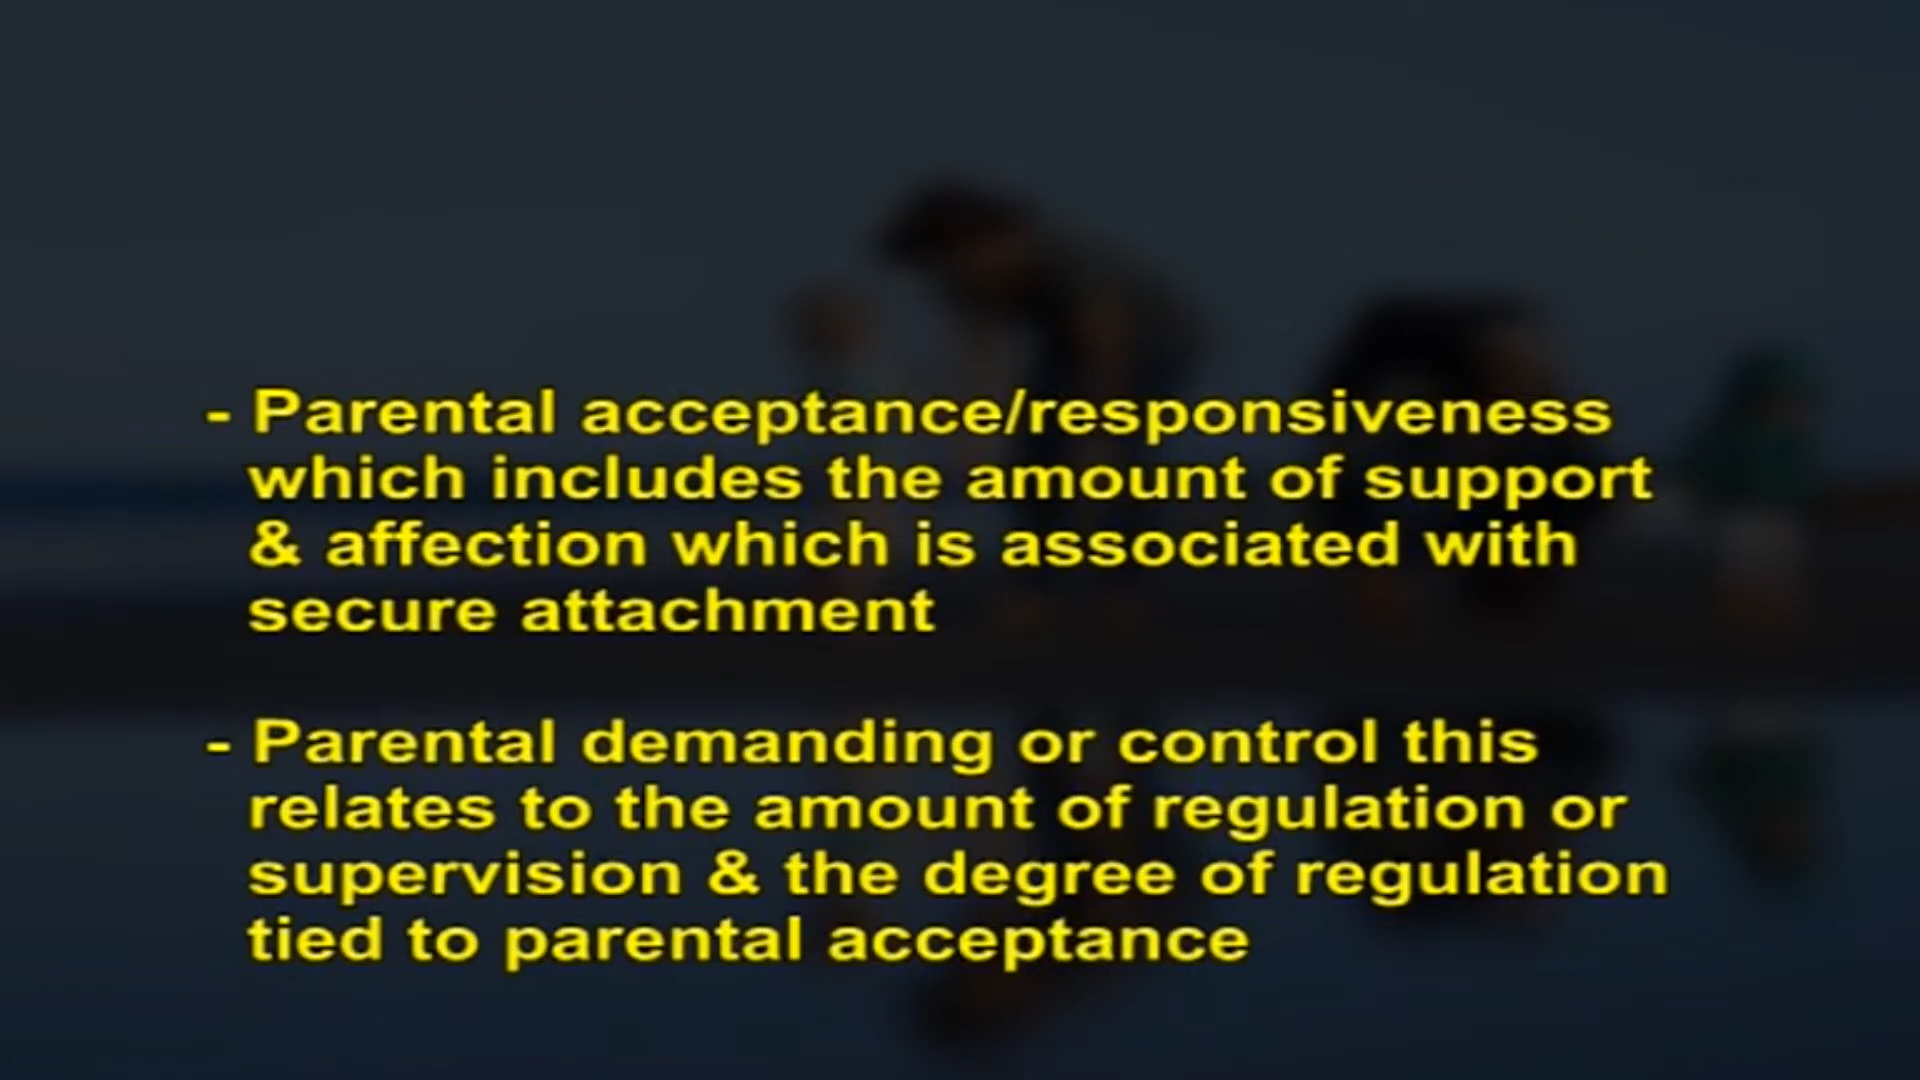 - Parental acceptance/responsiveness
which includes the amount of support
& affection which is associated with
secure attachment
- Parental demanding or control this
relates to the amount of regulation or
supervision & the degree of regulation
tied to parental acceptance